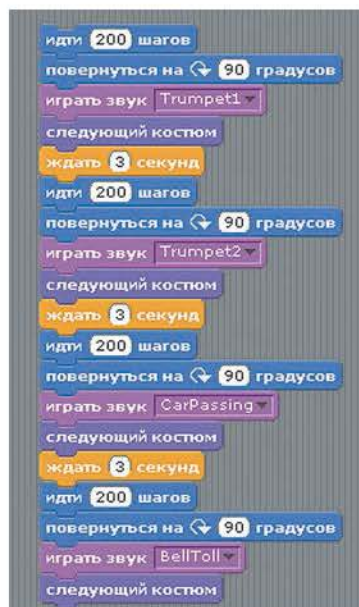 идти 200 шагов
повернуться на 90 градусов
играть звук Trumpet1
следующий костюм
ждать 3 секунд
идти 200 шагов
повернуться на 90 градусов
играть звук Trumpet2
следующий костюм
ждать 3 секунд
идти 200 шагов
повернуться на 90 градусов
играть звук CarPassing
следующий костюм
ждать 3 секунд
идти 200 шагов
повернуться на 90 градусов
играть звук BellToll
следующий костюм